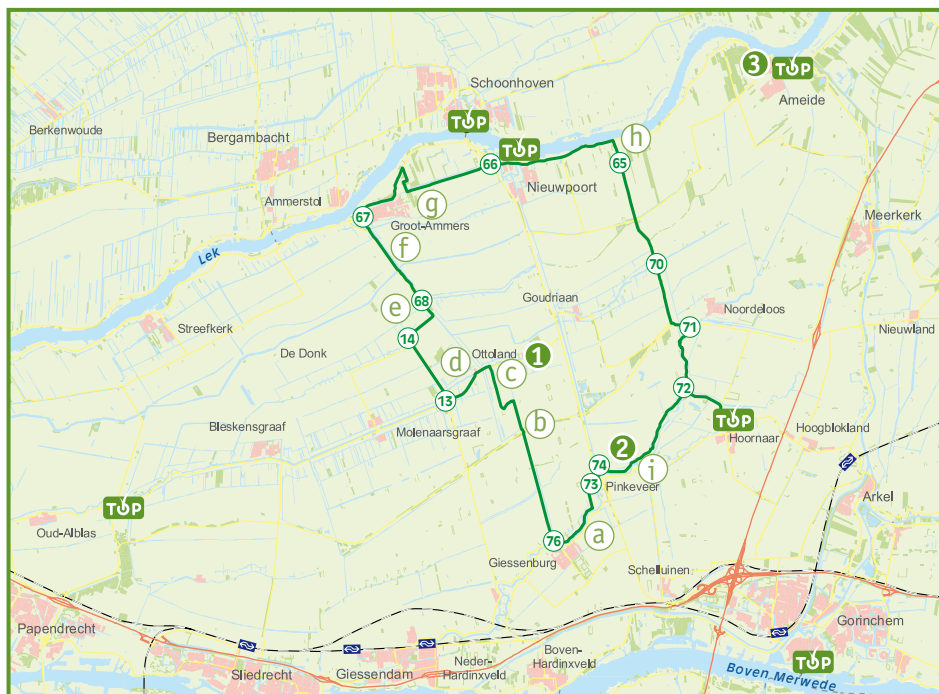 3
TOP
Schoonhoven
Ameide
Berkenwoude
TOP
Bergambacht
h
TOP
66
65
Nieuwpoort
Ammerstol
g
67
Groot-Ammers
Meerkerk
f
Lek
70
68
e
Goudriaan
Noordeloos
Streefkerk
14
71
Nieuwland
De Donk
Ottoland
1
d
c
72
13
TOP
b
Bleskensgraaf
Molenaarsgraaf
Hoornaar
Hoogblokland
2
74
i
73
Pinkeveer
Arkel
TOP
Oud-Alblas
a
76
Giessenburg
Schelluinen
Papendrecht
Gorinchem
Boven-
Hardinxveld
Neder-
Hardinxveld
Sliedrecht
Giessendam
TOP
Boven Merwede